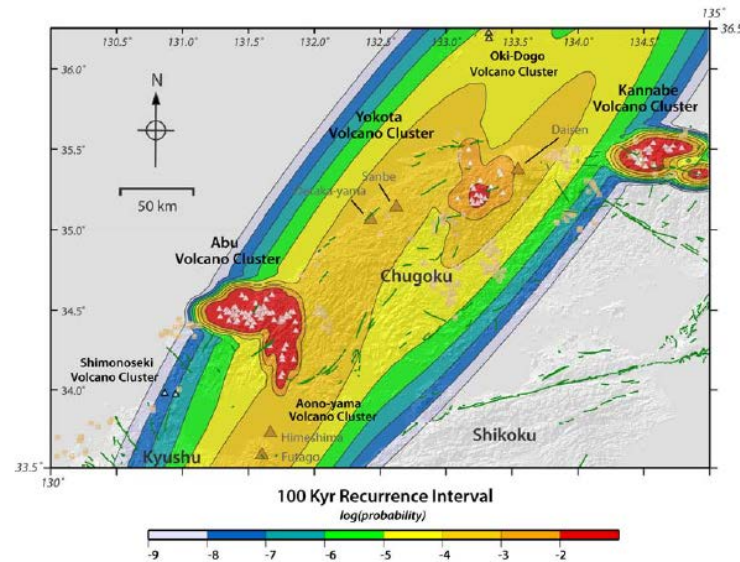 135°
130.5° 131.0° 131.5° 132.0° 132.5° 133.0° 133.5° 134.0° 134.5° 36.5°
Oki-Dogo
Volcano Cluster
36.0°
N
Kannabe
Volcano Cluster
Yokota
Volcano Cluster
Daisen
35.5°
Sanbe
50 km
35.0°
Abu
Volcano Cluster
Chugoku
34.5°
Shimonoseki
Volcano Cluster
34.0°
Aono-yama
Volcano Cluster
Himeshima
Shikoku
Futago
Kyushu
33.5°
130°
100 Kyr Recurrence Interval
log(probability)
-9 -8 -7 -6 -5 -4 -3 -2